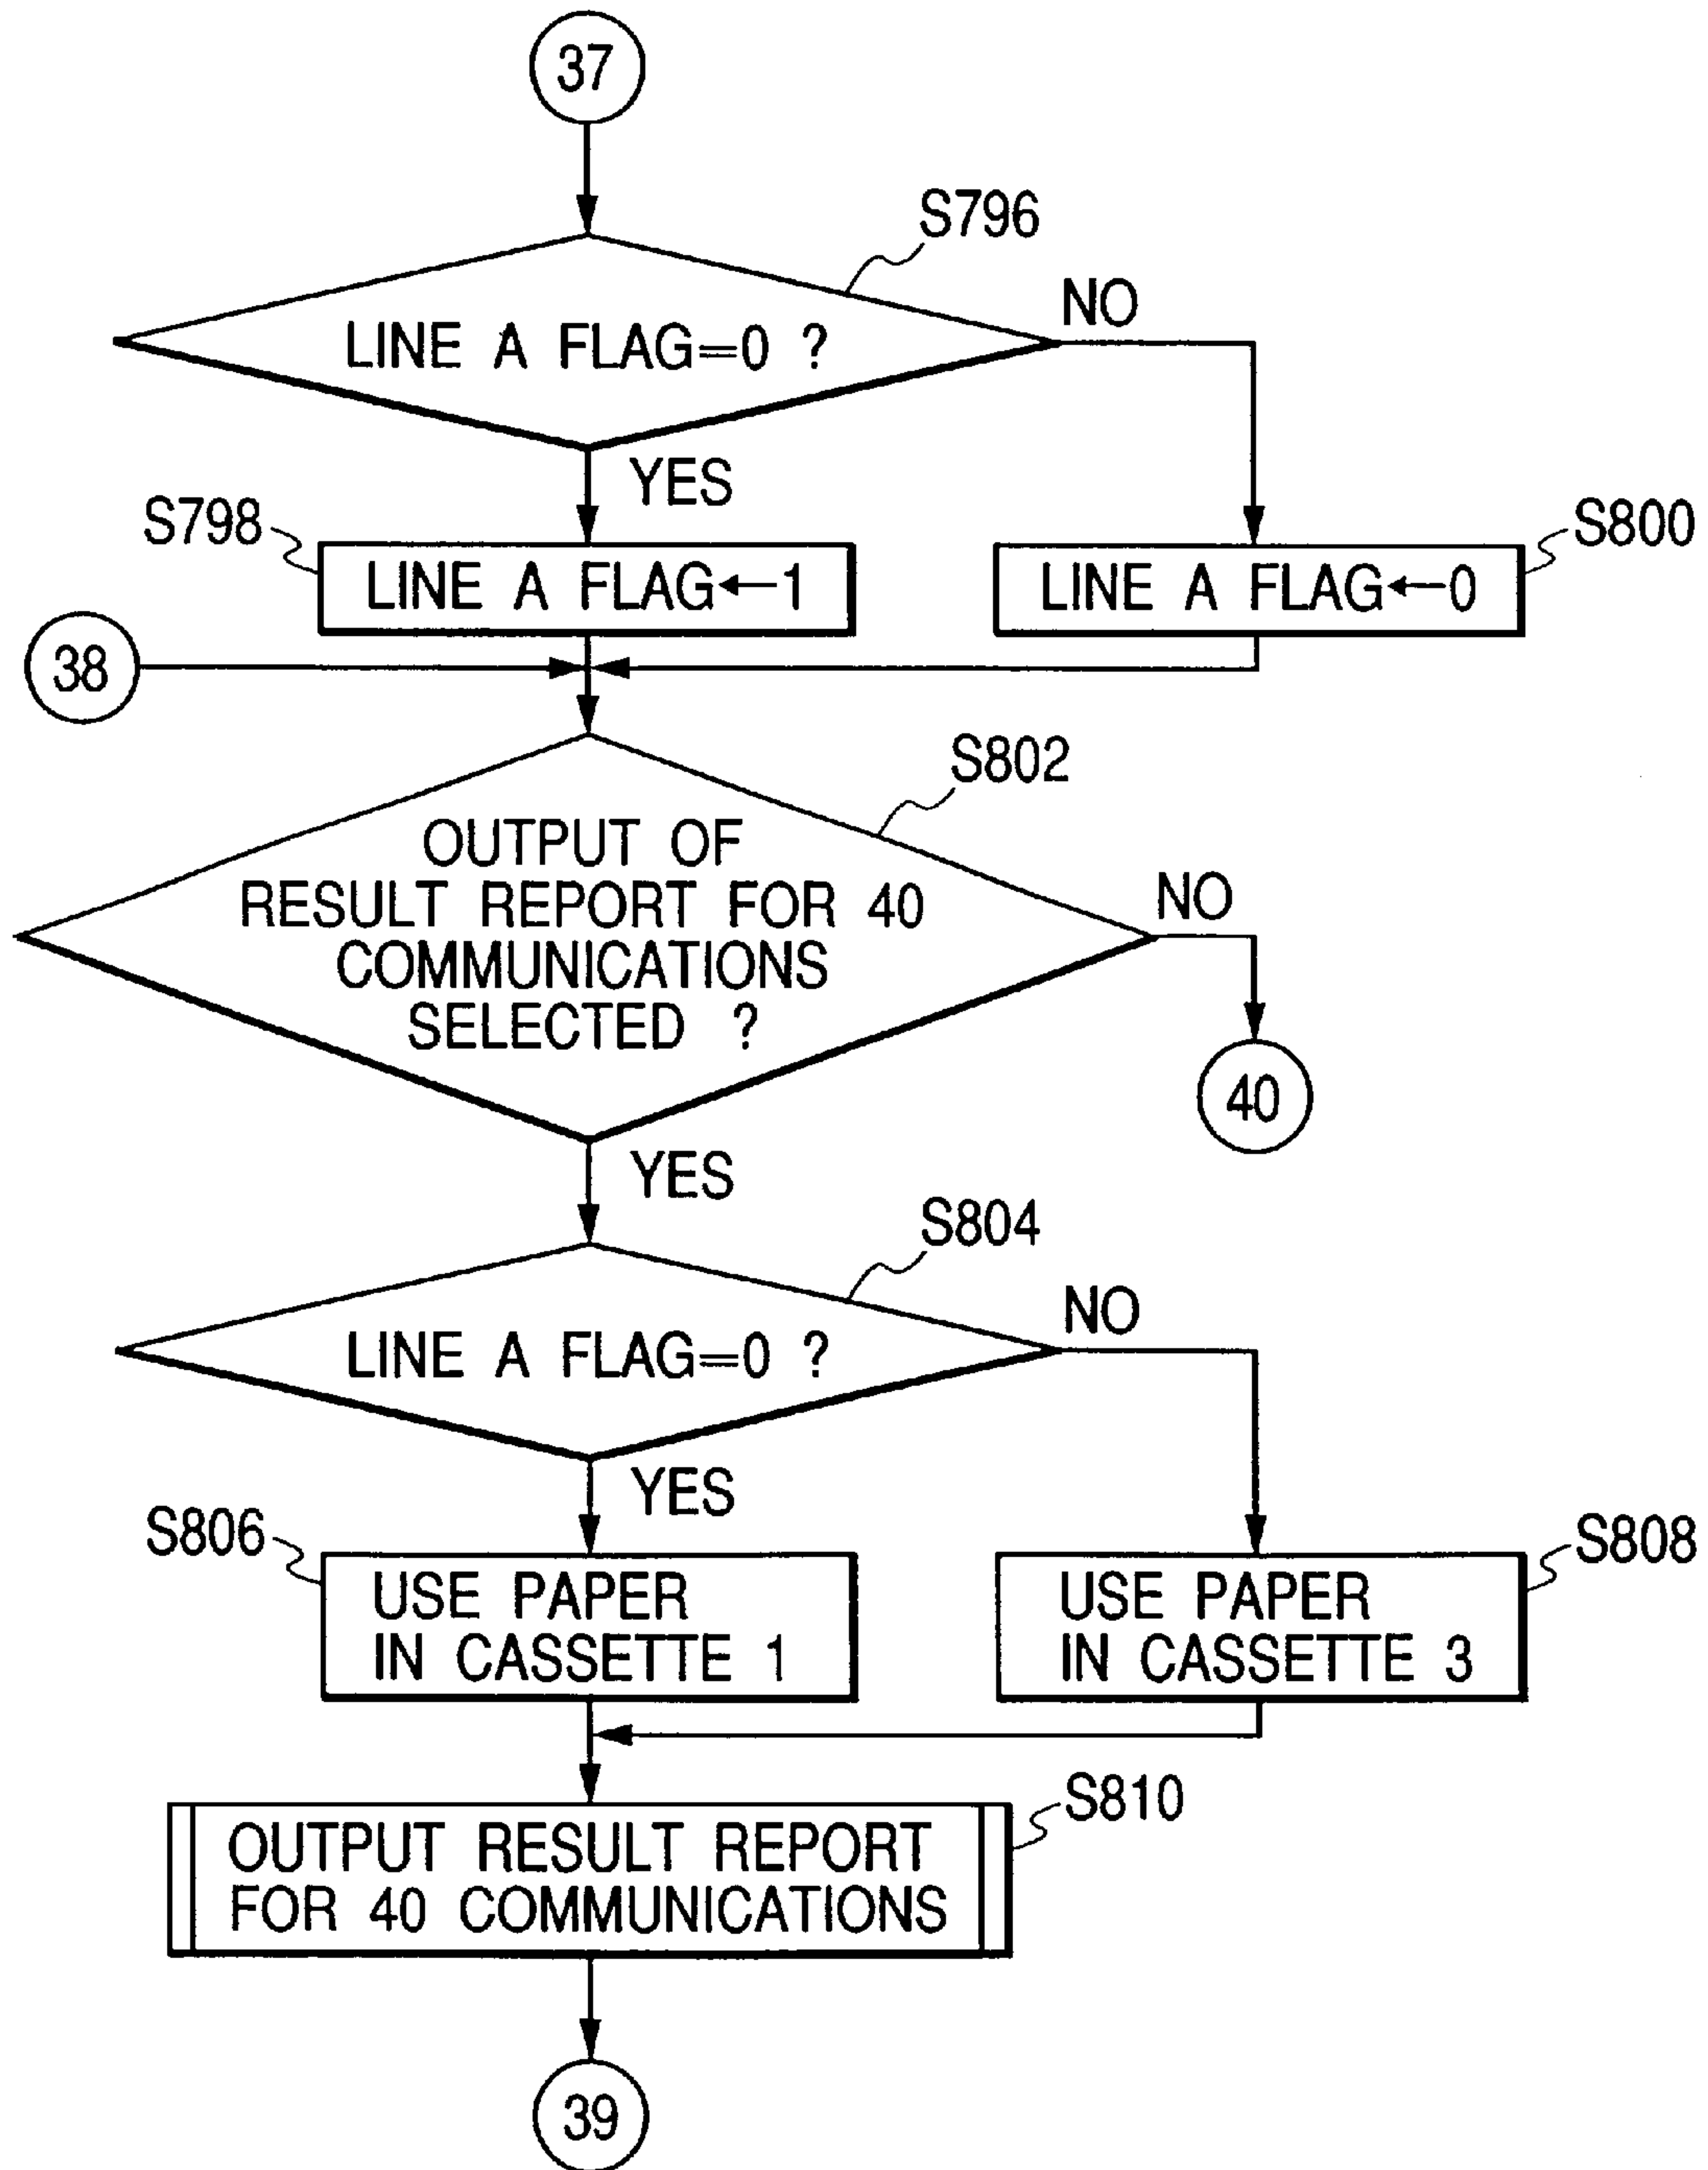 37
S796
LINE A FLAG=0 ?
NO
YES
S798
LINE A FLAG←1
S800
LINE A FLAG←0
38
S802
OUTPUT OF
RESULT REPORT FOR 40
COMMUNICATIONS
SELECTED ?
NO
40
YES
S804
LINE A FLAG=0 ?
NO
YES
S806
USE PAPER
IN CASSETTE 1
S808
USE PAPER
IN CASSETTE 3
S810
OUTPUT RESULT REPORT
FOR 40 COMMUNICATIONS
39